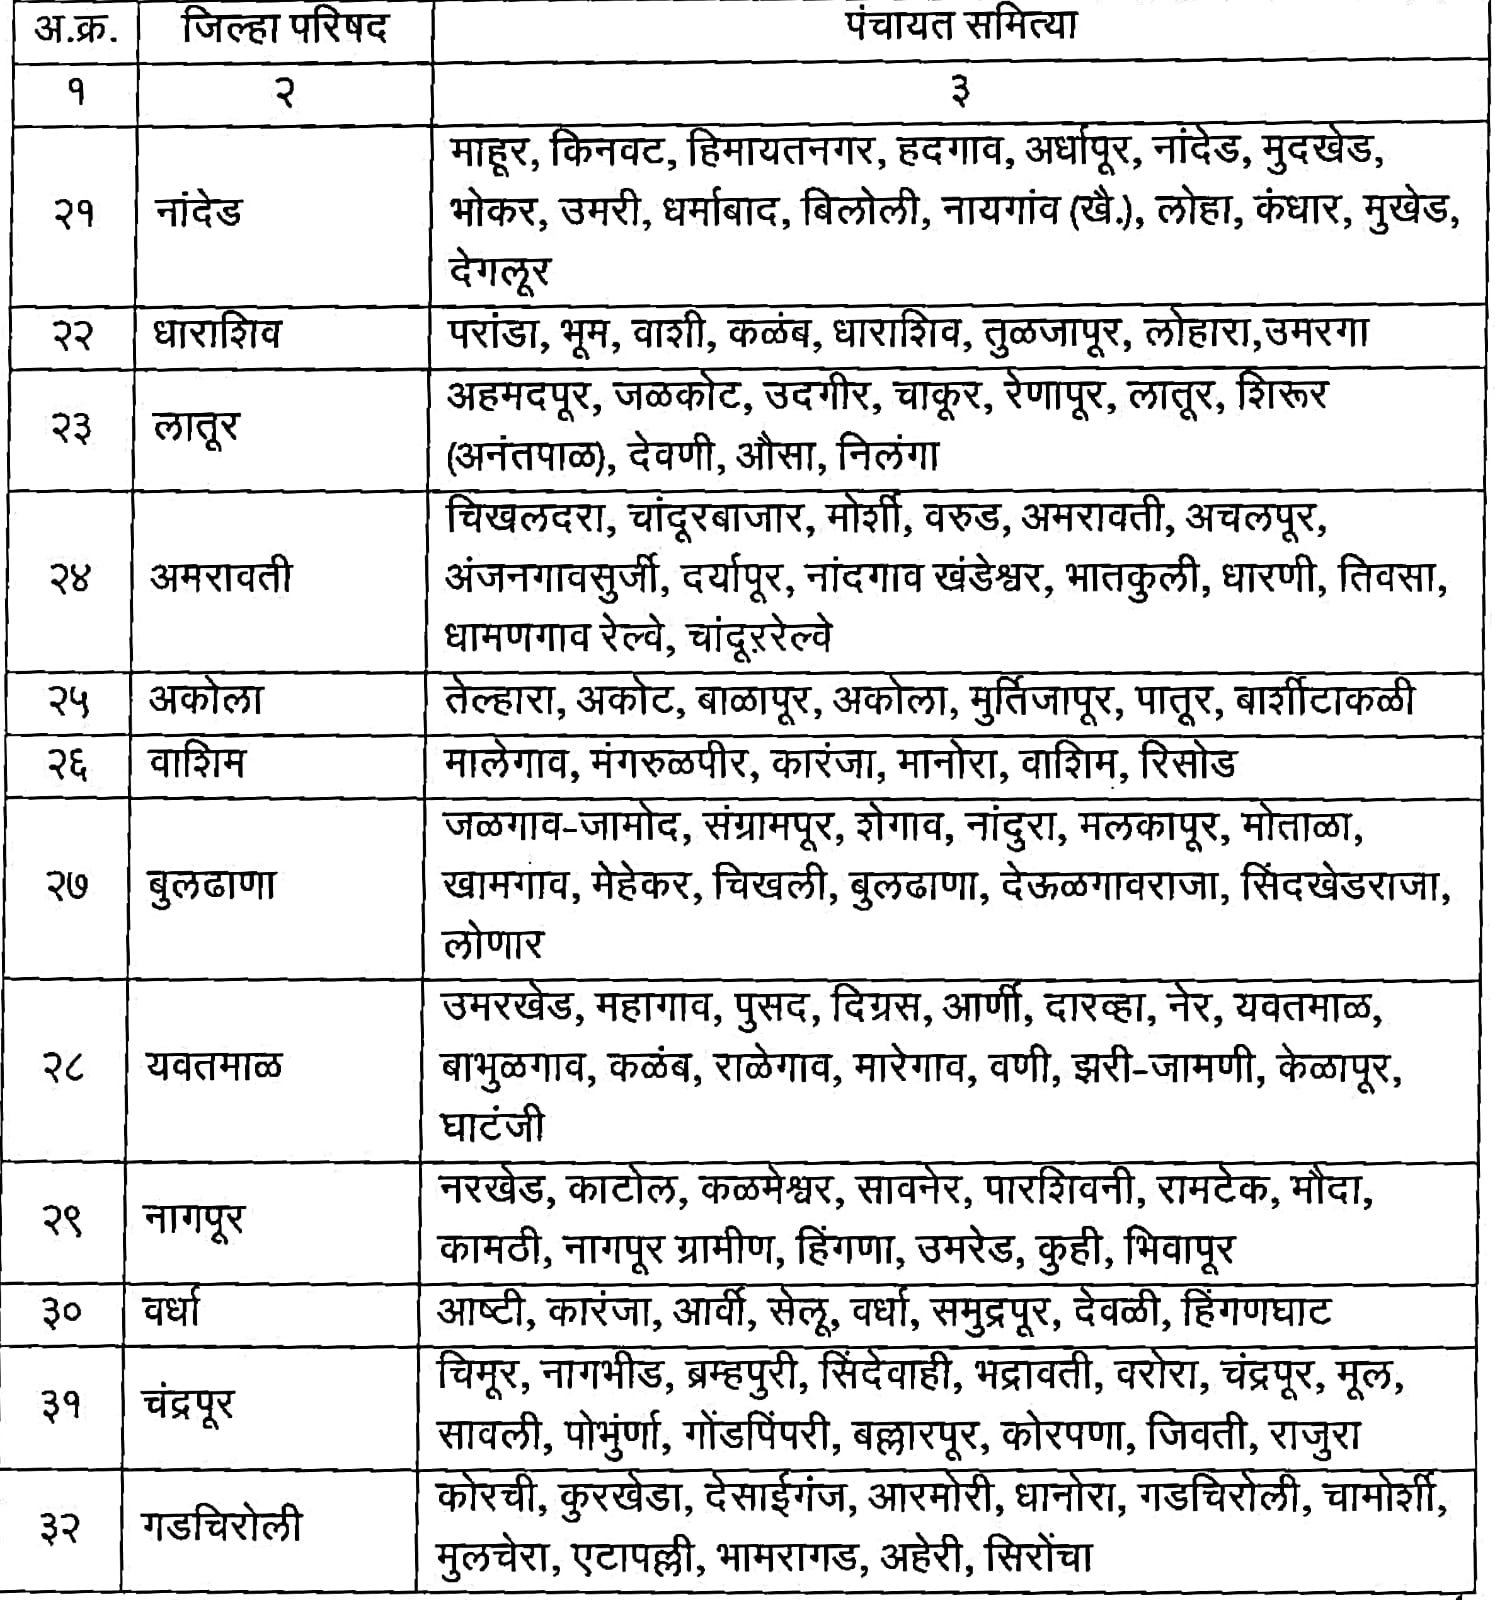 अ.क्र. जिल्हा परिषद पंचायत समित्या
१ २ ३
माहूर, किनवट, हिमायतनगर, हदगाव, अर्धापूर, नांदेड, मुदखेड,
२१ नांदेड भोकर, उमरी, धर्माबाद, बिलोली, नायगांव (खै.), लोहा, कंधार, मुखेड,
देगलूर
२२ धाराशिव परांडा, भूम, वाशी, कळंब, धाराशिव, तुळजापूर, लोहारा,उमरगा
अहमदपूर, जळकोट, उदगीर, चाकूर, रेणापूर, लातूर, शिरूर
२३ लातूर (अनंतपाळ), देवणी, औसा, निलंगा
चिखलदरा, चांदूरबाजार, मोर्शी, वरुड, अमरावती, अचलपूर,
२४ अमरावती अंजनगावसुर्जी, दर्यापूर, नांदगाव खंडेश्वर, भातकुली, धारणी, तिवसा,
धामणगाव रेल्वे, चांदूररेल्वे
२५ अकोला तेल्हारा, अकोट, बाळापूर, अकोला, मुर्तिजापूर, पातूर, बार्शीटाकळी
२६ वाशिम मालेगाव, मंगरुळपीर, कारंजा, मानोरा, वाशिम, रिसोड
जळगाव-जामोद, संग्रामपूर, शेगाव, नांदुरा, मलकापूर, मोताळा,
२७ बुलढाणा खामगाव, मेहेकर, चिखली, बुलढाणा, देऊळगावराजा, सिंदखेडराजा,
लोणार
उमरखेड, महागाव, पुसद, दिग्रस, आर्णी, दारव्हा, नेर, यवतमाळ,
२८ यवतमाळ बाभुळगाव, कळंब, राळेगाव, मारेगाव, वणी, झरी-जामणी, केळापूर,
घाटंजी
नरखेड, काटोल, कळमेश्वर, सावनेर, पारशिवनी, रामटेक, मौदा,
२९ नागपूर कामठी, नागपूर ग्रामीण, हिंगणा, उमरेड, कुही, भिवापूर
३० वर्धा आष्टी, कारंजा, आर्वी, सेलू, वर्धा, समुद्रपूर, देवळी, हिंगणघाट
चिमूर, नागभीड, ब्रम्हपुरी, सिंदेवाही, भद्रावती, वरोरा, चंद्रपूर, मूल,
३१ चंद्रपूर सावली, पोभुंर्णा, गोंडपिंपरी, बल्लारपूर, कोरपणा, जिवती, राजुरा
कोरची, कुरखेडा, देसाईगंज, आरमोरी, धानोरा, गडचिरोली, चामोर्शी,
३२ गडचिरोली मुलचेरा, एटापल्ली, भामरागड, अहेरी, सिरोंचा